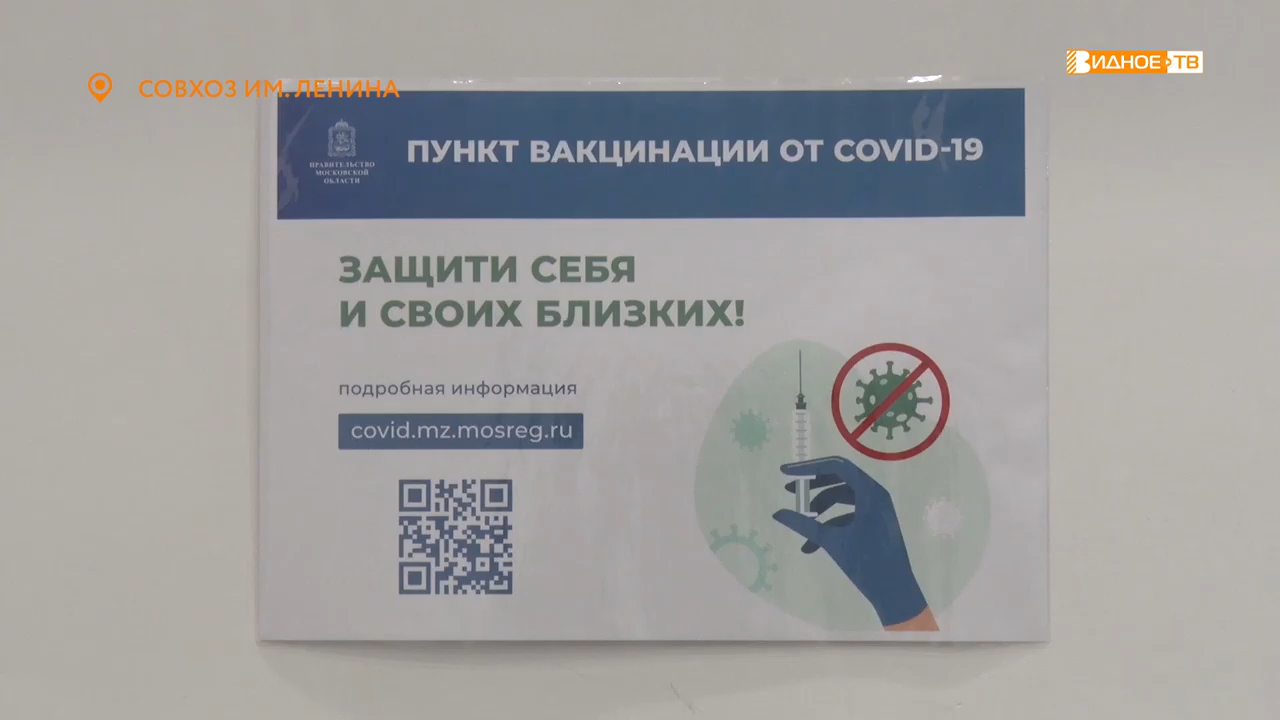 СОВХОЗ ИМ. ЛЕНИНА
ВИДНОЕ ТВ
ПРАВИТЕЛЬСТВО
МОСКОВСКОЙ
ОБЛАСТИ
ПУНКТ ВАКЦИНАЦИИ ОТ COVID-19
ЗАЩИТИ СЕБЯ
И СВОИХ БЛИЗКИХ!
подробная информация
covid.mz.mosreg.ru